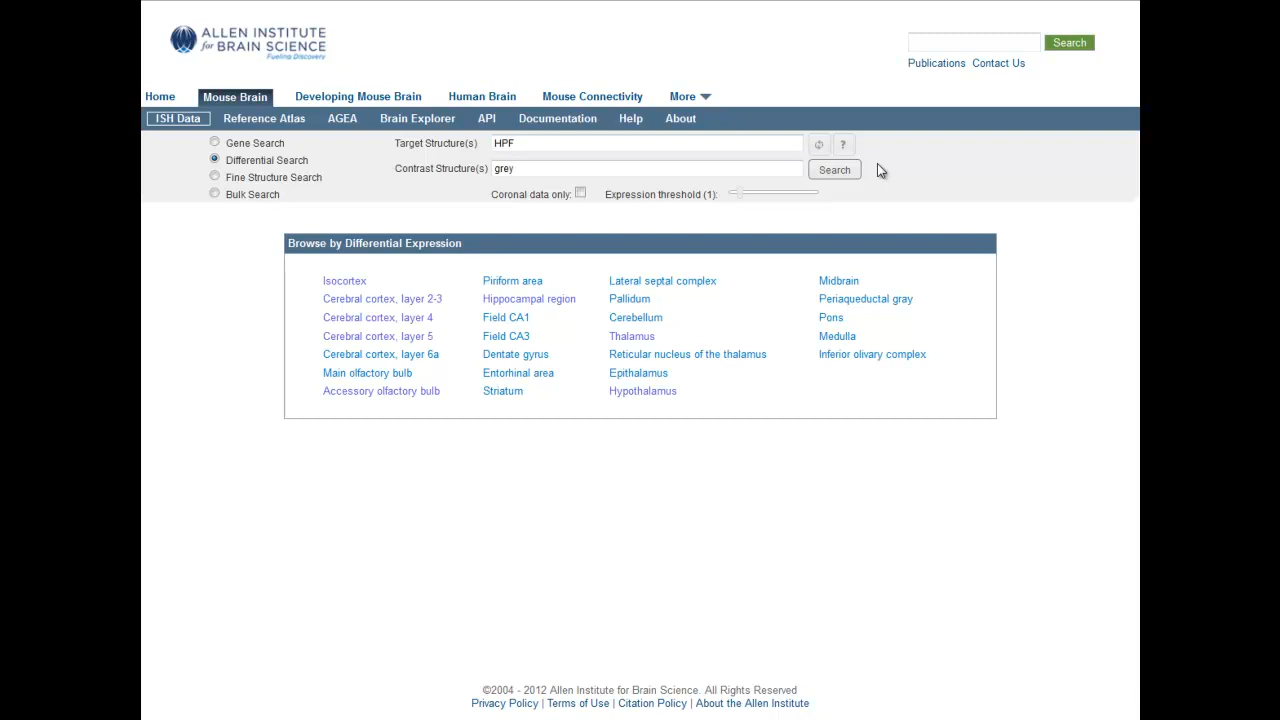 ALLEN INSTITUTE
for BRAIN SCIENCE
Fueling Discovery
Search
Publications Contact Us
Home Mouse Brain Developing Mouse Brain Human Brain Mouse Connectivity More
ISH Data Reference Atlas AGEA Brain Explorer API Documentation Help About
Gene Search Target Structure(s) HPF ?
Differential Search
Contrast Structure(s) grey Search
Fine Structure Search
Bulk Search Coronal data only: Expression threshold (1):
Browse by Differential Expression
Isocortex Piriform area Lateral septal complex Midbrain
Cerebral cortex, layer 2-3 Hippocampal region Pallidum Periaqueductal gray
Cerebral cortex, layer 4 Field CA1 Cerebellum Pons
Cerebral cortex, layer 5 Field CA3 Thalamus Medulla
Cerebral cortex, layer 6a Dentate gyrus Reticular nucleus of the thalamus Inferior olivary complex
Main olfactory bulb Entorhinal area Epithalamus
Accessory olfactory bulb Striatum Hypothalamus
©2004 - 2012 Allen Institute for Brain Science. All Rights Reserved
Privacy Policy | Terms of Use | Citation Policy | About the Allen Institute